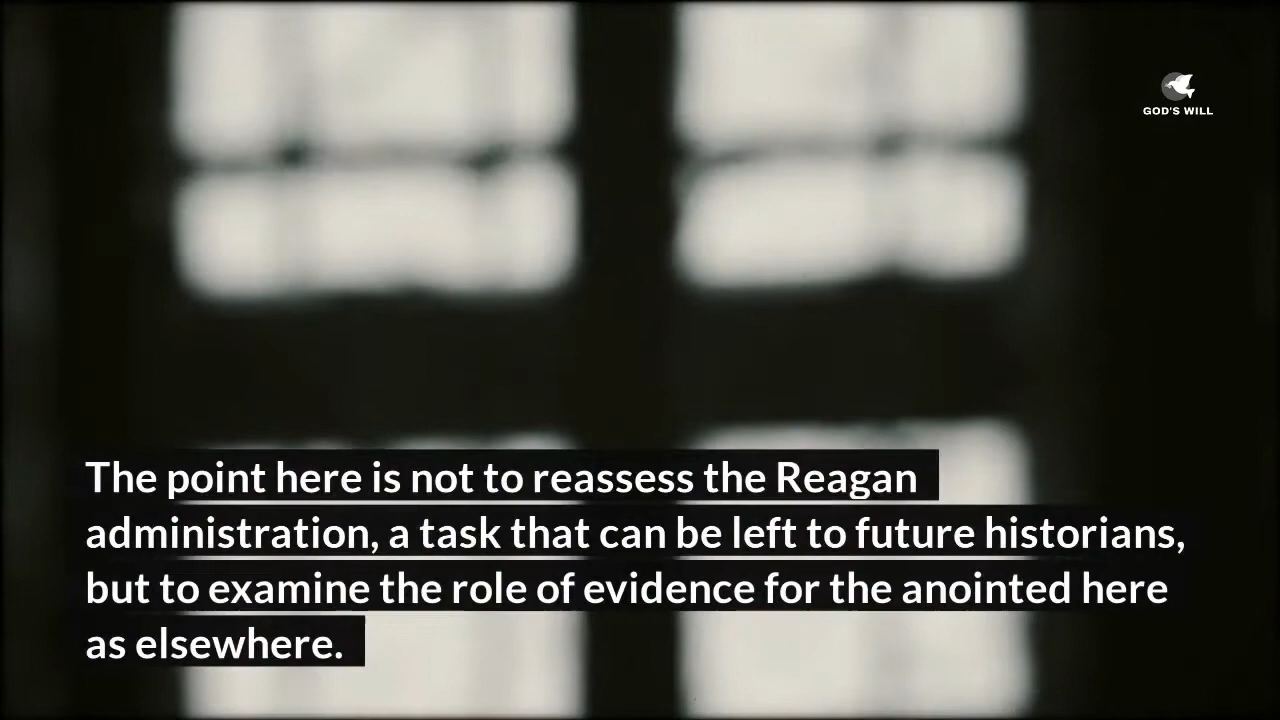 GOD'S WILL
The point here is not to reassess the Reagan
administration, a task that can be left to future historians,
but to examine the role of evidence for the anointed here
as elsewhere.